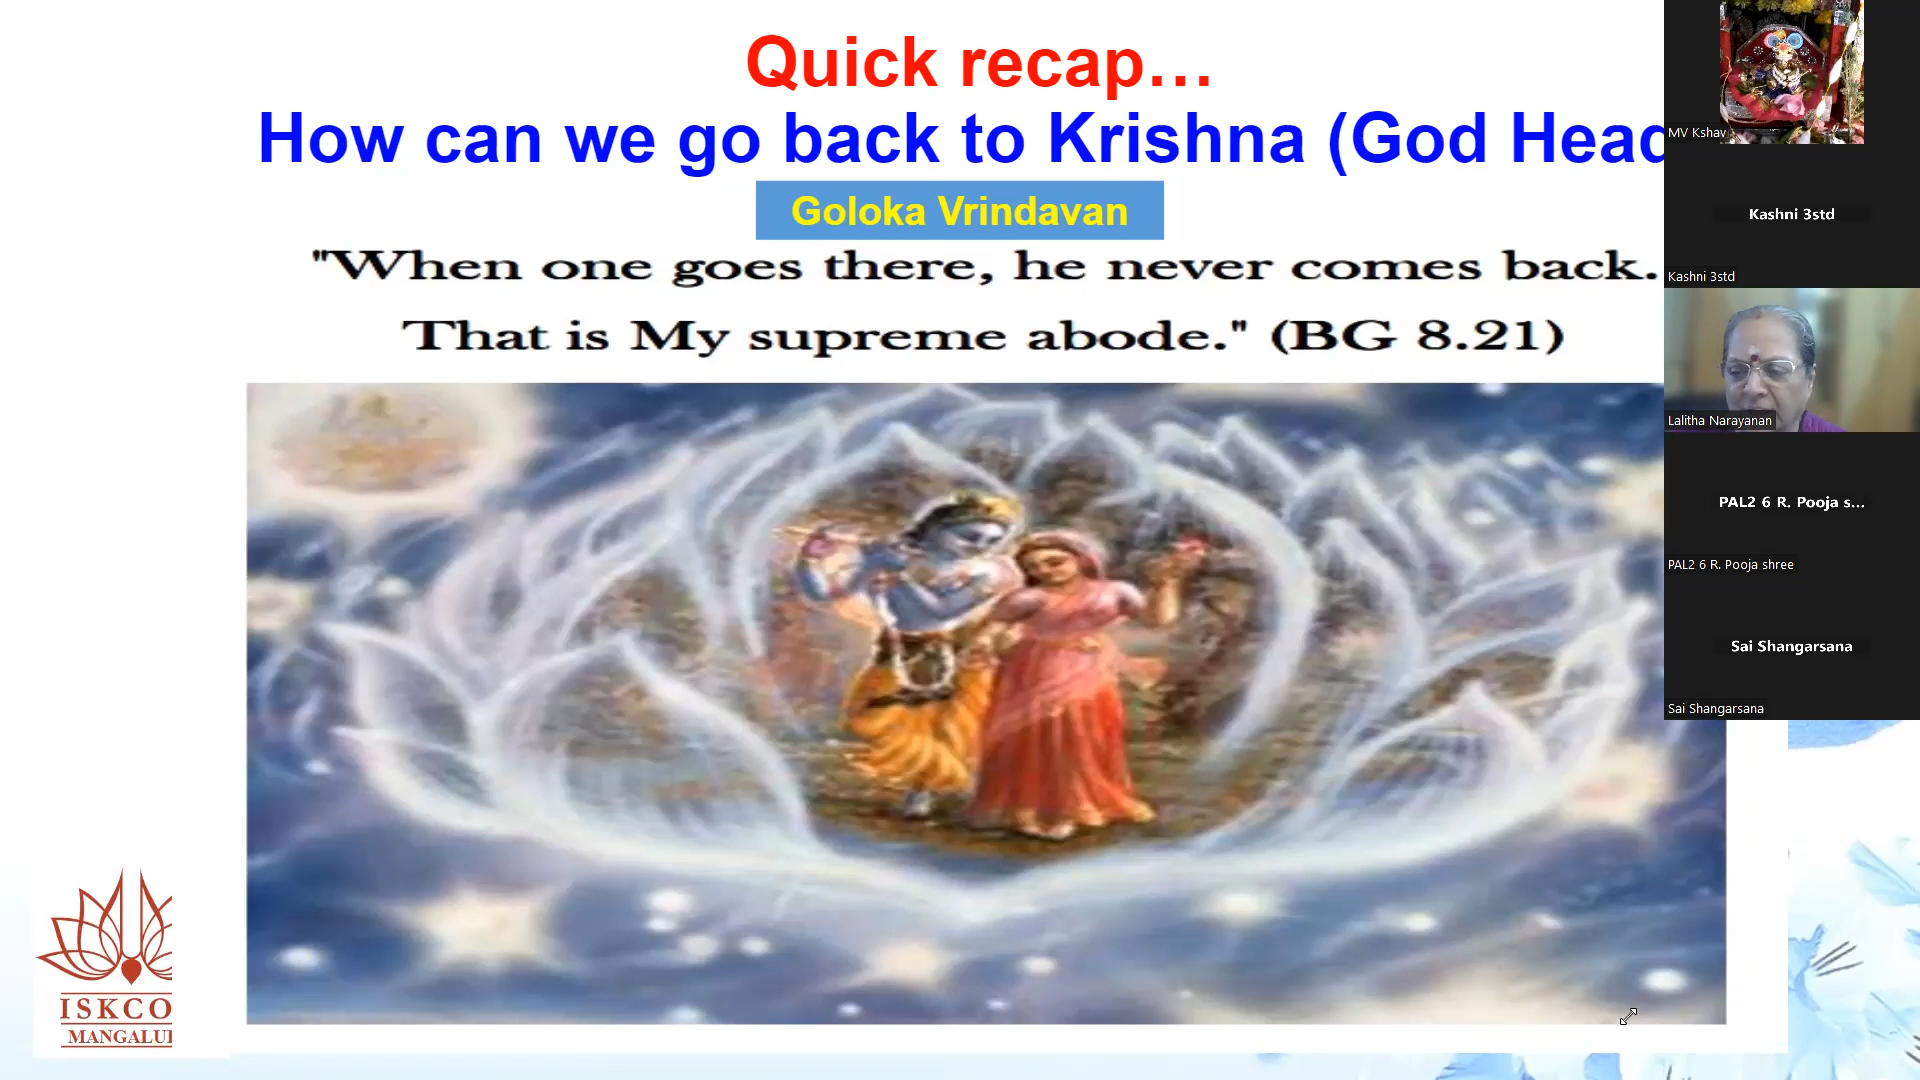 Quick recap...
How can we go back to Krishna (God Head
Goloka Vrindavan
"When one goes there, he never comes back.
That is My supreme abode." (BG 8.21)
ISKCO
MANGALU
MV Kshav
Kashni 3std
Kashni 3std
Lalitha Narayanan
PAL2 6 R. Pooja s...
PAL2 6 R. Pooja shree
Sai Shangarsana
Sai Shangarsana